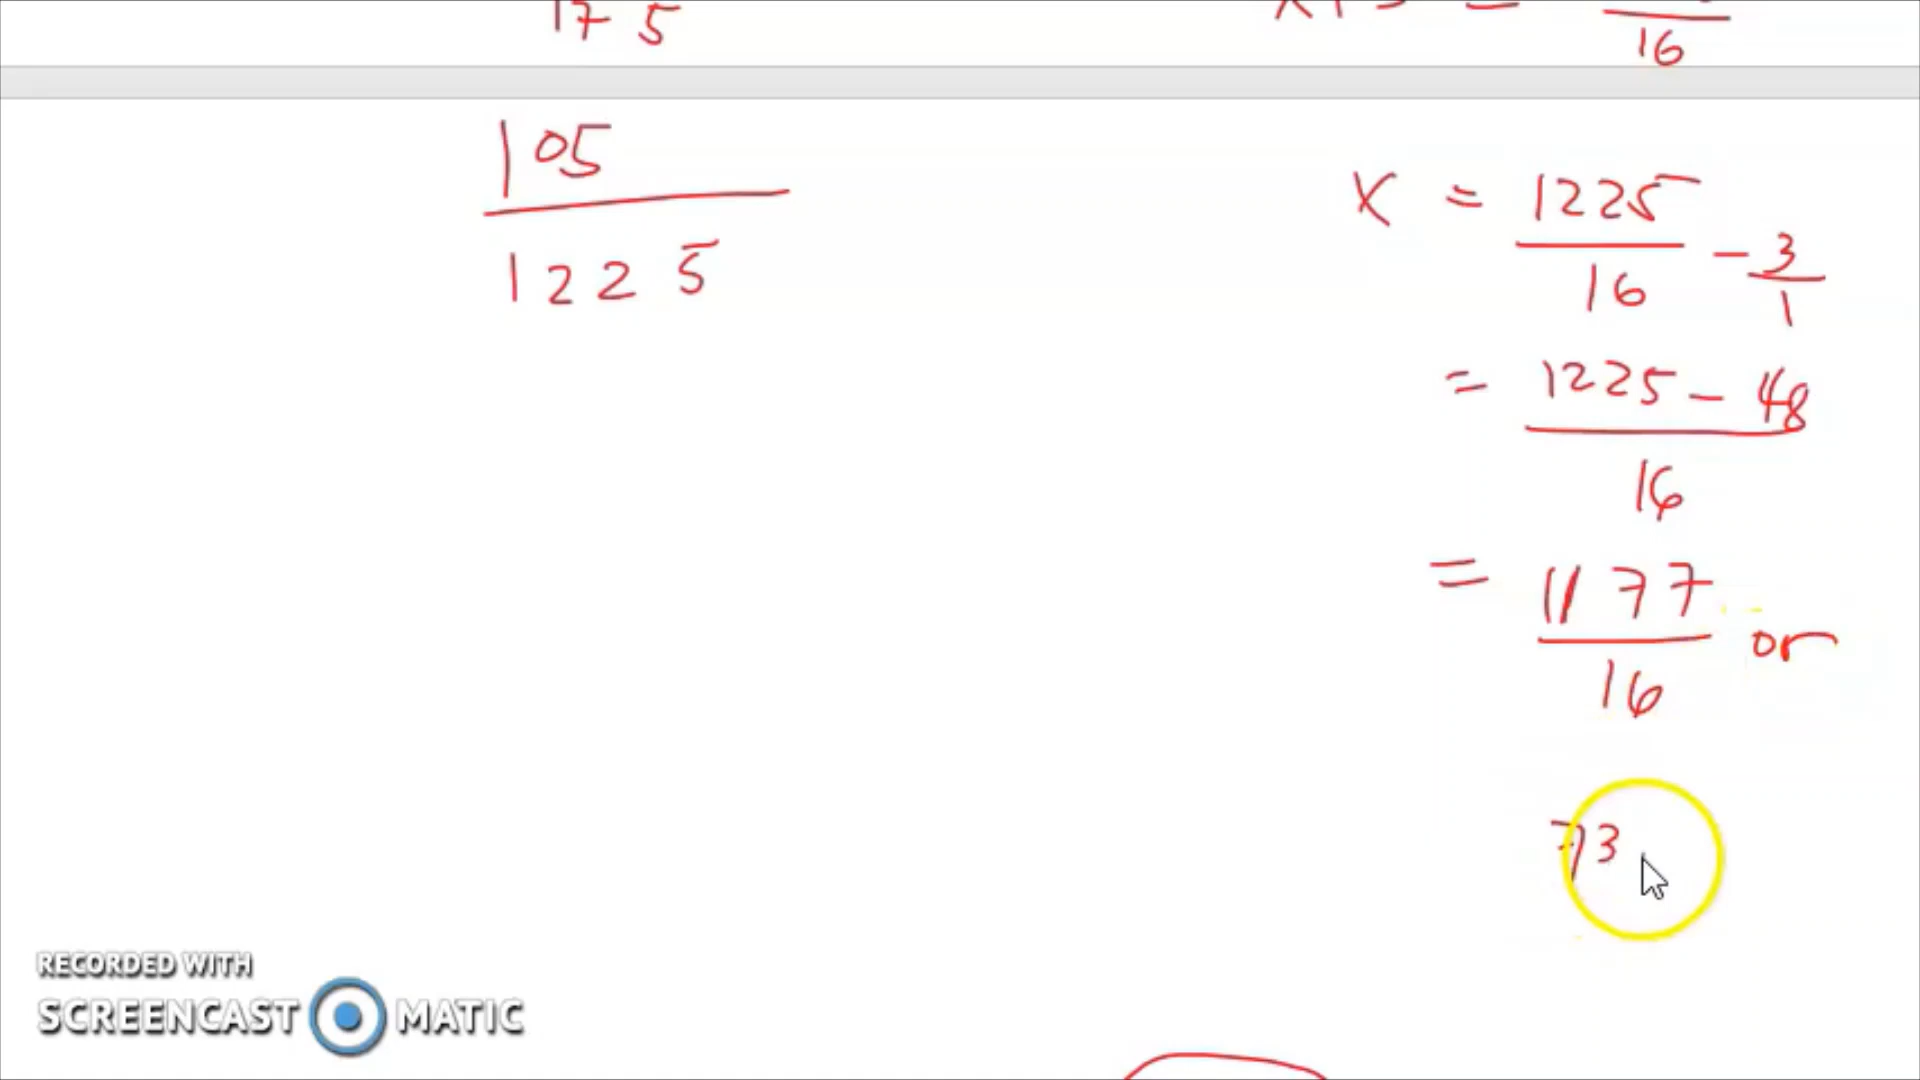 175
16
105
1225
x = 1225/16 - 3/1
= 1225 - 48/16
= 1177/16 or
73
RECORDED WITH
SCREENCAST MATIC